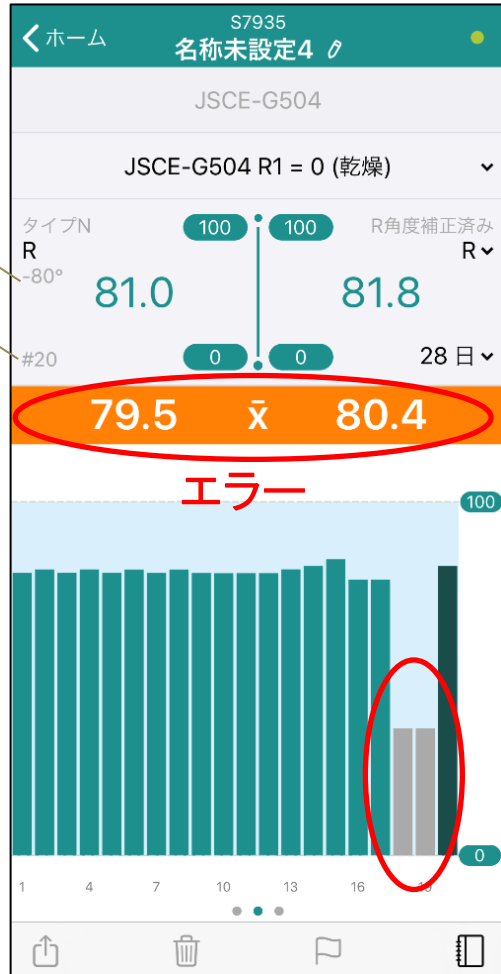 ホーム
S7935
名称未設定4
JSCE-G504
JSCE-G504 R1 = 0 (乾燥)
タイプN
R
-80°
100
100
R角度補正済み
R
81.0
81.8
#20
0
0
28 日
79.5 x̄ 80.4
エラー
100
0
1 4 7 10 13 16 19